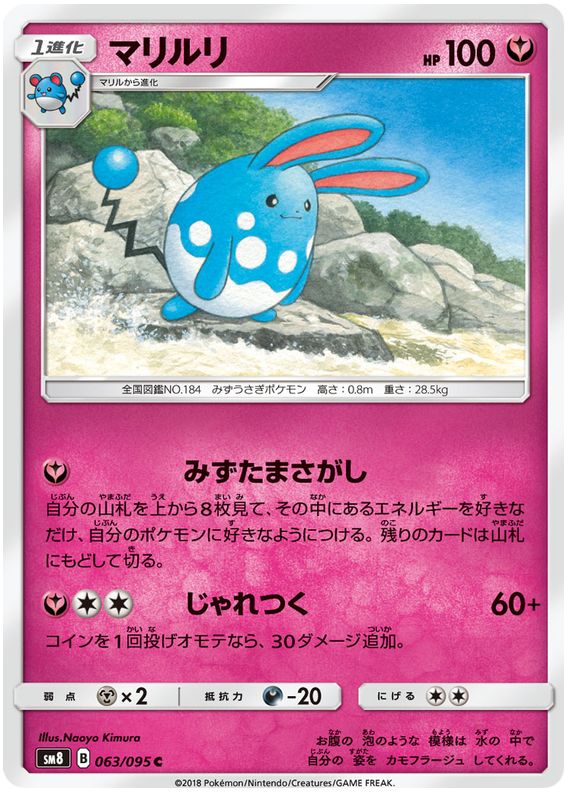 1進化 マリルリ HP 100
マリルから進化
全国図鑑NO.184 みずうさぎポケモン 高さ:0.8m 重さ:28.5kg
みずたまさがし
自分の山札を上から8枚見て、その中にあるエネルギーを好きな
だけ、自分のポケモンに好きなようにつける。残りのカードは山札
にもどして切る。
じゃれつく 60+
コインを1回投げオモテなら、30ダメージ追加。
弱点 ×2 抵抗力 -20 にげる
Illus.Naoyo Kimura
SM8 B 063/095 C
お腹の 泡のような 模様は 水の 中で
自分の 姿を カモフラージュ してくれる。
©2018 Pokémon/Nintendo/Creatures/GAME FREAK.